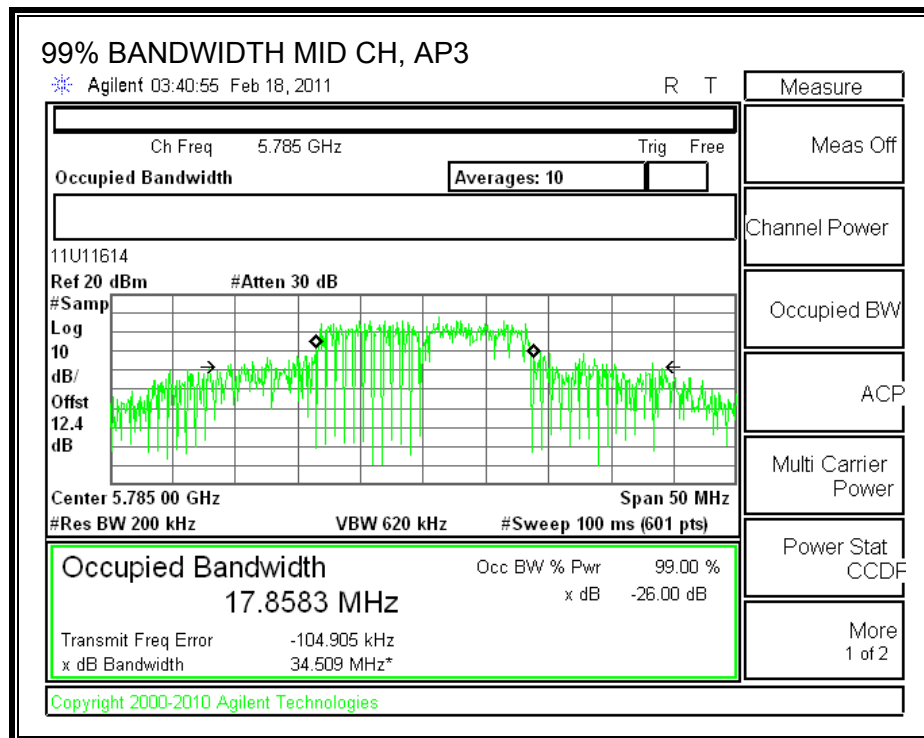 99% BANDWIDTH MID CH, AP3
Agilent 03:40:55 Feb 18, 2011 R T
Measure
Ch Freq 5.785 GHz Trig Free
Meas Off
Occupied Bandwidth Averages: 10
Channel Power
11U11614
Ref 20 dBm #Atten 30 dB
#Samp
Log
10
dB/
Offst
12.4
dB
Occupied BW
ACP
Center 5.785 00 GHz Span 50 MHz
#Res BW 200 kHz VBW 620 kHz #Sweep 100 ms (601 pts)
Multi Carrier
Power
Occupied Bandwidth Occ BW % Pwr 99.00 %
17.8583 MHz x dB -26.00 dB
Power Stat
CCDF
Transmit Freq Error -104.905 kHz
x dB Bandwidth 34.509 MHz*
More
1 of 2
Copyright 2000-2010 Agilent Technologies